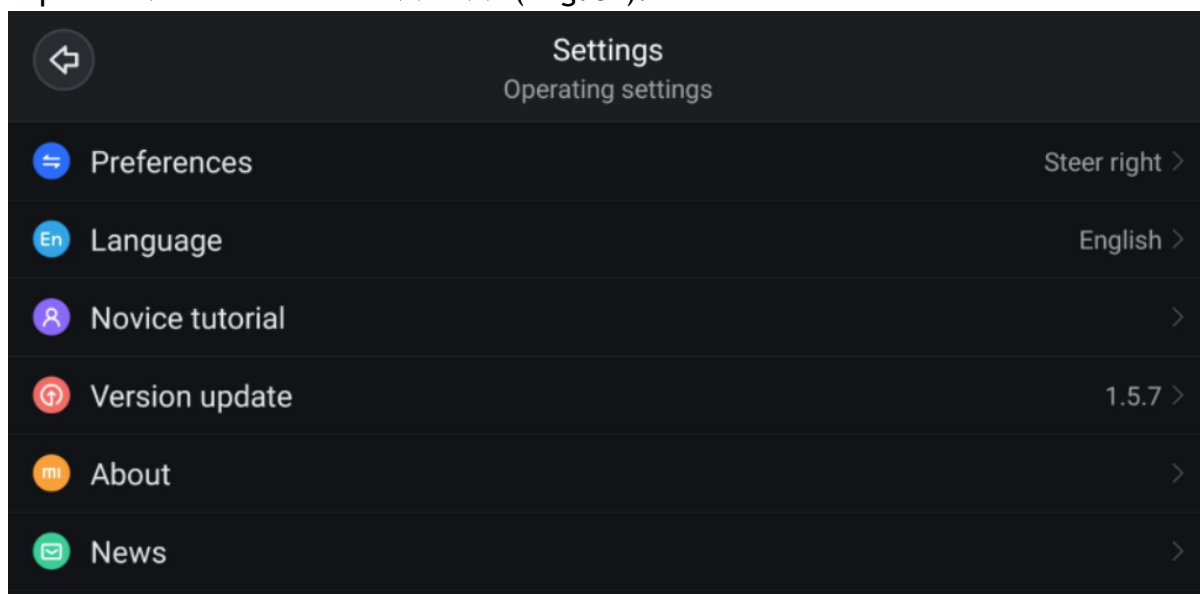 Settings
Operating settings
Preferences
Steer right
En
Language
English
Novice tutorial
Version update
1.5.7
mi
About
News